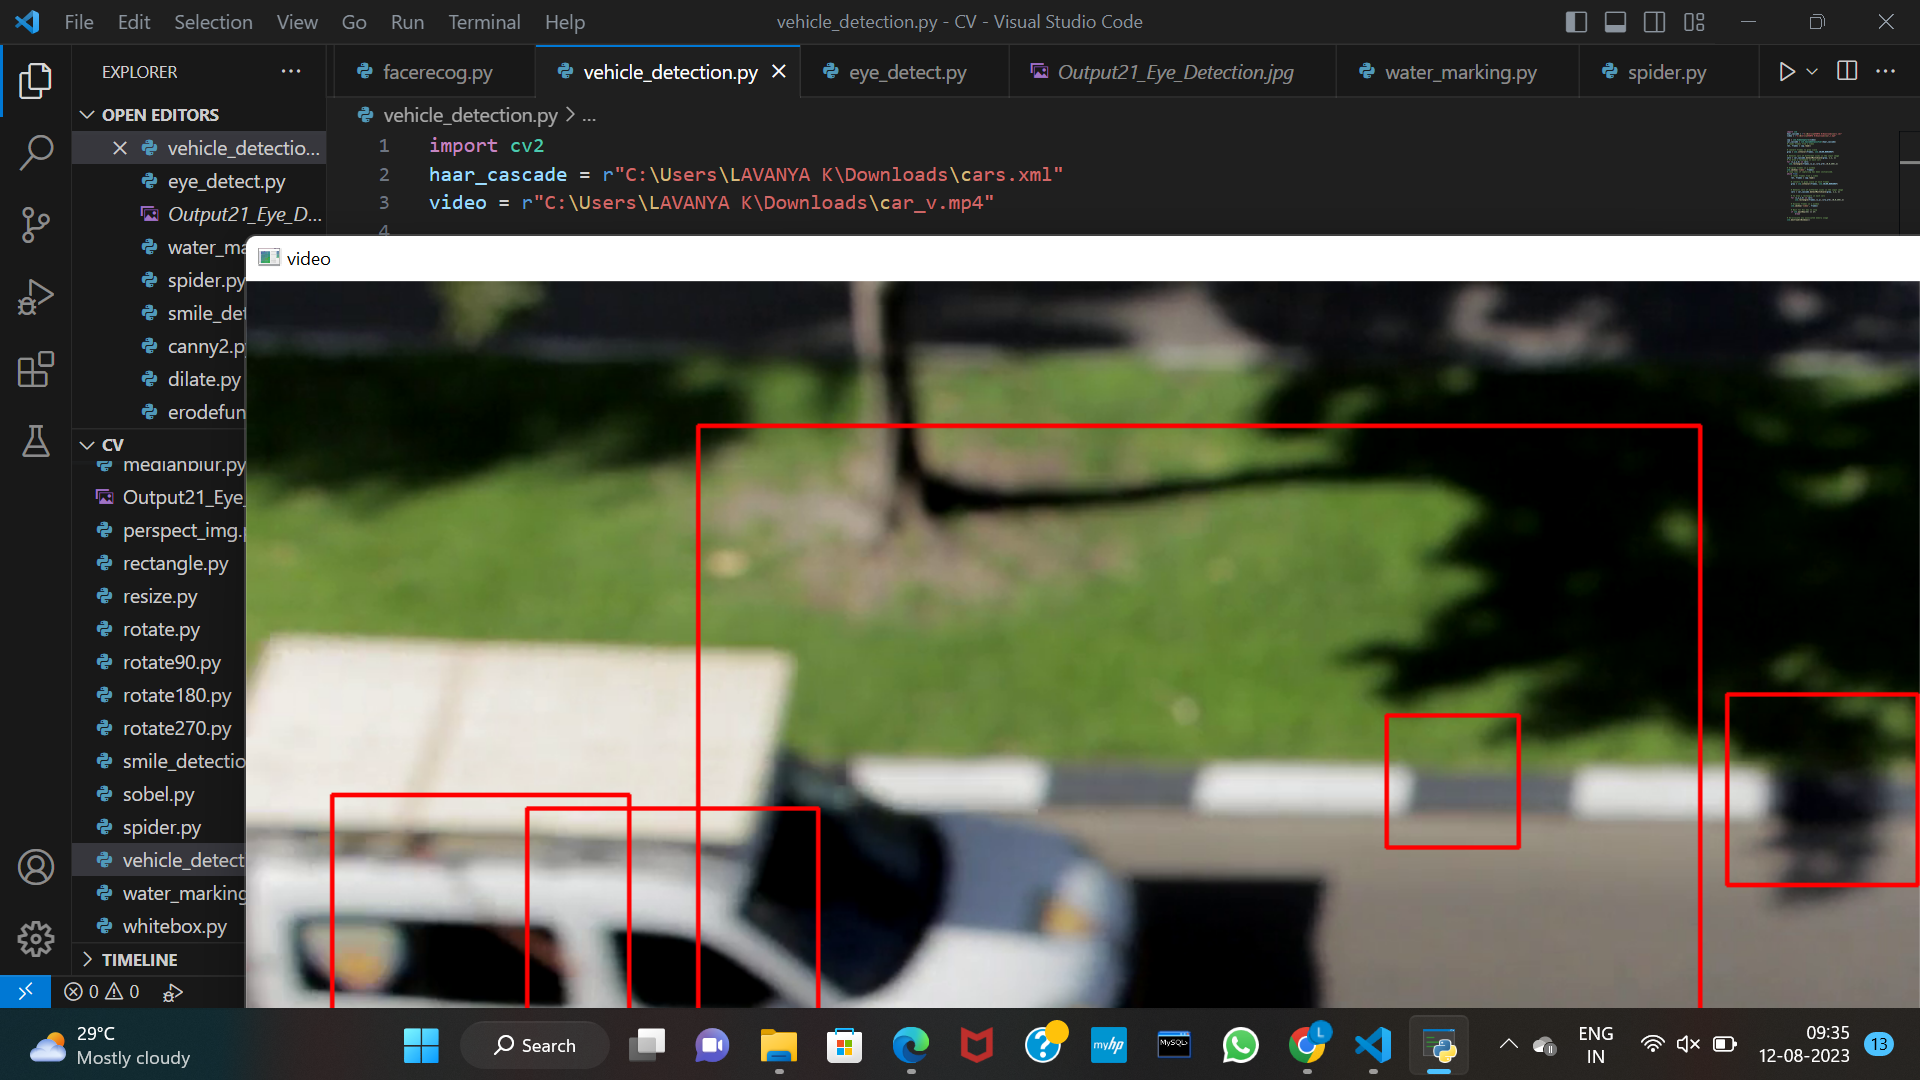 File Edit Selection View Go Run Terminal Help
vehicle_detection.py - CV - Visual Studio Code
EXPLORER
facerecog.py
vehicle_detection.py
eye_detect.py
Output21_Eye_Detection.jpg
water_marking.py
spider.py
OPEN EDITORS
vehicle_detectio...
eye_detect.py
Output21_Eye_D...
water_ma
spider.py
smile_det
canny2.p
dilate.py
erodefun
vehicle_detection.py > ...
1 import cv2
2 haar_cascade = r"C:\Users\LAVANYA K\Downloads\cars.xml"
3 video = r"C:\Users\LAVANYA K\Downloads\car_v.mp4"
4
video
CV
medianblur.py
Output21_Eye_
perspect_img.p
rectangle.py
resize.py
rotate.py
rotate90.py
rotate180.py
rotate270.py
smile_detectio
sobel.py
spider.py
vehicle_detect
water_marking
whitebox.py
TIMELINE
0 0
29°C
Mostly cloudy
Search
myhp
MySQL>
L
ENG
IN
09:35
12-08-2023
13